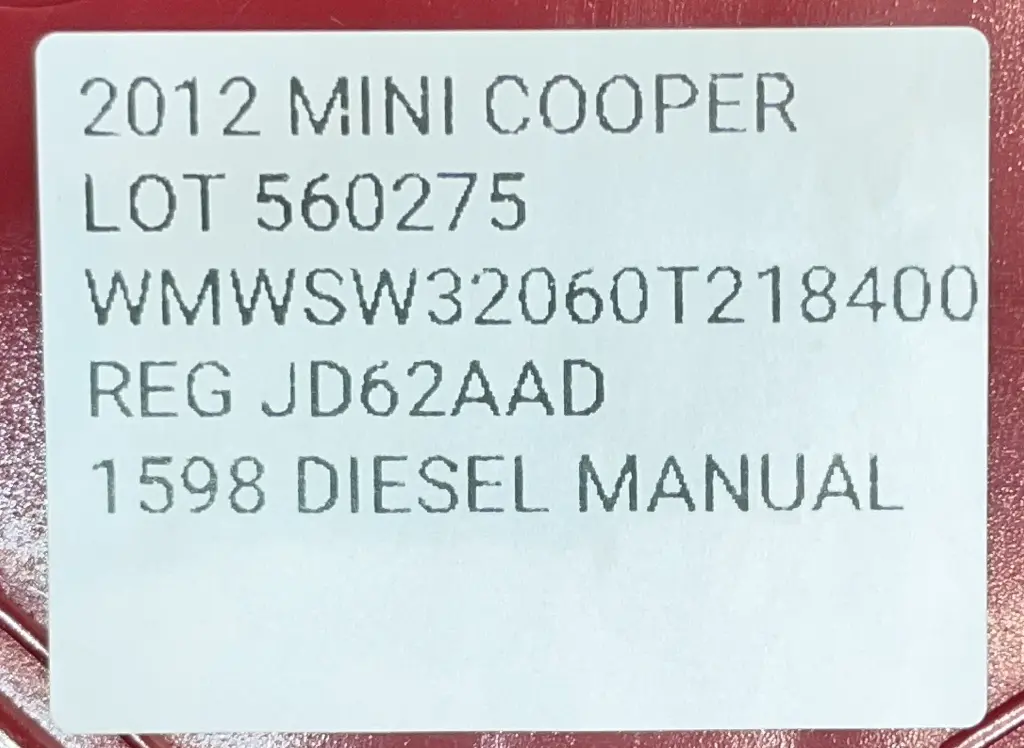 2012 MINI COOPER
LOT 560275
WMWSW32060T218400
REG JD62AAD
1598 DIESEL MANUAL